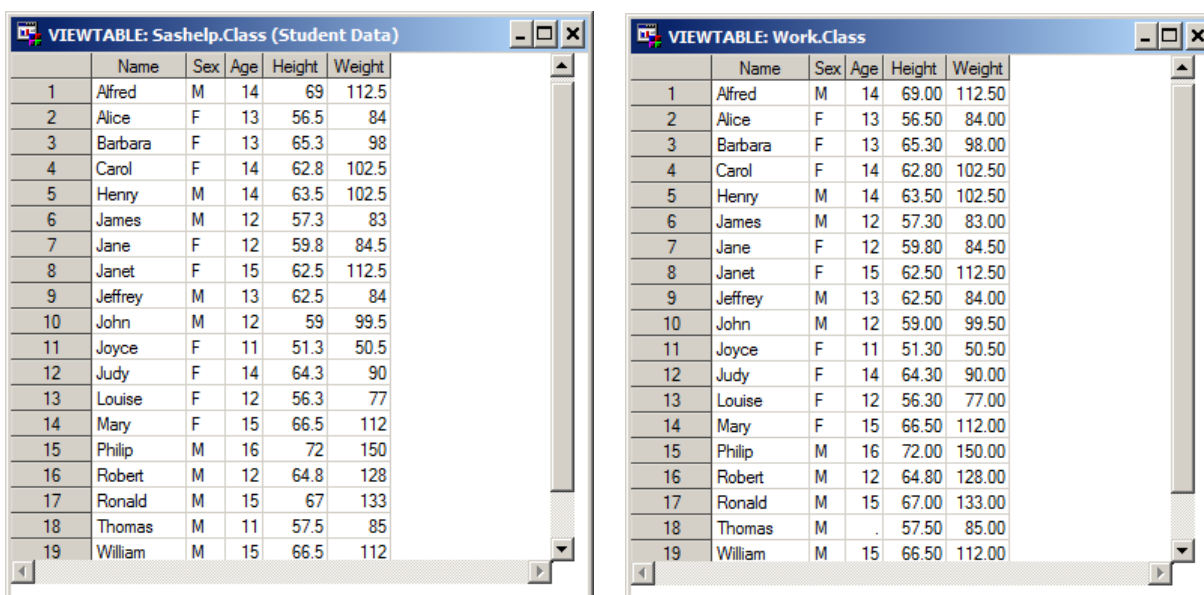 VIEWTABLE: Sashelp.Class (Student Data)
Name Sex Age Height Weight
1 Alfred M 14 69 112.5
2 Alice F 13 56.5 84
3 Barbara F 13 65.3 98
4 Carol F 14 62.8 102.5
5 Henry M 14 63.5 102.5
6 James M 12 57.3 83
7 Jane F 12 59.8 84.5
8 Janet F 15 62.5 112.5
9 Jeffrey M 13 62.5 84
10 John M 12 59 99.5
11 Joyce F 11 51.3 50.5
12 Judy F 14 64.3 90
13 Louise F 12 56.3 77
14 Mary F 15 66.5 112
15 Philip M 16 72 150
16 Robert M 12 64.8 128
17 Ronald M 15 67 133
18 Thomas M 11 57.5 85
19 William M 15 66.5 112
VIEWTABLE: Work.Class
Name Sex Age Height Weight
1 Alfred M 14 69.00 112.50
2 Alice F 13 56.50 84.00
3 Barbara F 13 65.30 98.00
4 Carol F 14 62.80 102.50
5 Henry M 14 63.50 102.50
6 James M 12 57.30 83.00
7 Jane F 12 59.80 84.50
8 Janet F 15 62.50 112.50
9 Jeffrey M 13 62.50 84.00
10 John M 12 59.00 99.50
11 Joyce F 11 51.30 50.50
12 Judy F 14 64.30 90.00
13 Louise F 12 56.30 77.00
14 Mary F 15 66.50 112.00
15 Philip M 16 72.00 150.00
16 Robert M 12 64.80 128.00
17 Ronald M 15 67.00 133.00
18 Thomas M . 57.50 85.00
19 William M 15 66.50 112.00